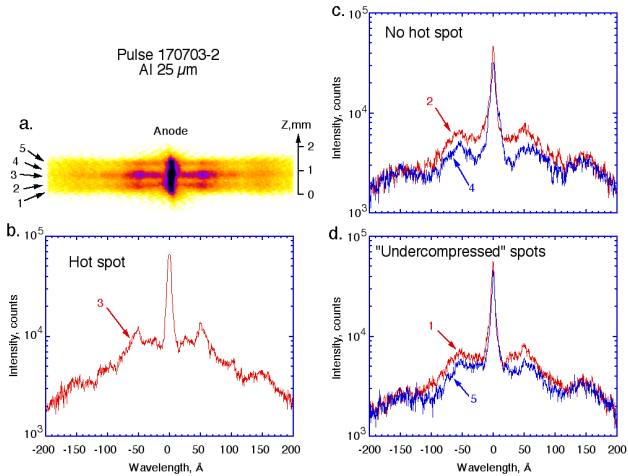 Pulse 170703-2
Al 25 µm
a.
Anode
Z,mm
2
1
0
5
4
3
2
1
b.
Hot spot
3
Intensity, counts
10^5
10^4
10^3
-200 -150 -100 -50 0 50 100 150 200
Wavelength, Å
c.
No hot spot
2
4
Intensity, counts
10^5
10^4
10^3
d.
"Undercompressed" spots
1
5
Intensity, counts
10^5
10^4
10^3
-200 -150 -100 -50 0 50 100 150 200
Wavelength, Å